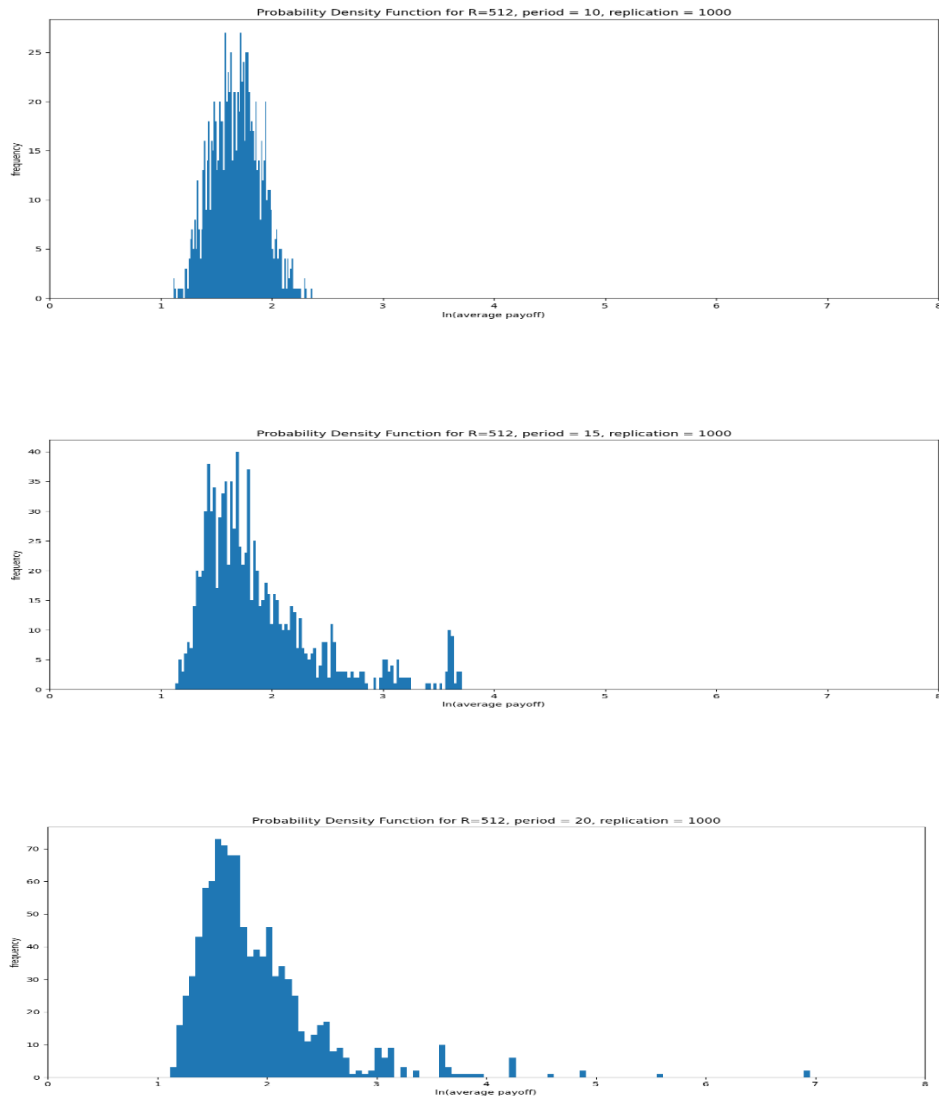 Probability Density Function for R=512, period = 10, replication = 1000
25
20
15
10
5
0
frequency
0 1 2 3 4 5 6 7 8
ln(average payoff)
Probability Density Function for R=512, period = 15, replication = 1000
40
35
30
25
20
15
10
5
0
frequency
0 1 2 3 4 5 6 7 8
ln(average payoff)
Probability Density Function for R=512, period = 20, replication = 1000
70
60
50
40
30
20
10
0
frequency
0 1 2 3 4 5 6 7 8
ln(average payoff)